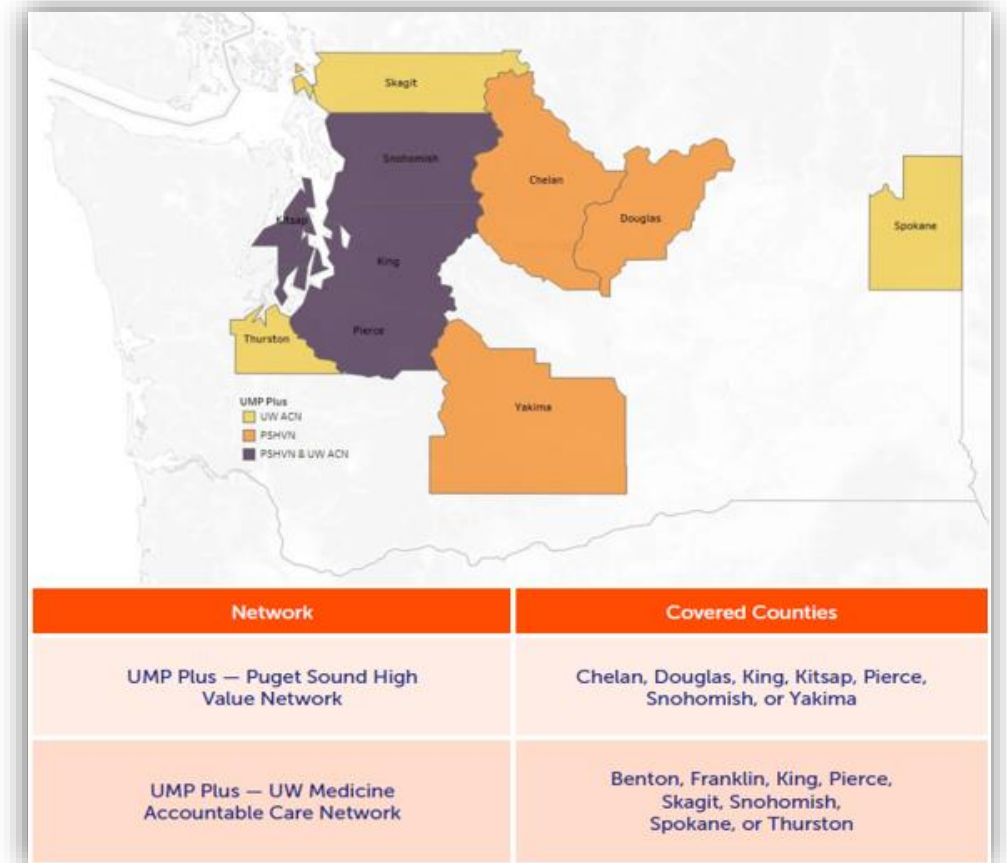 Skagit
Snohomish
Chelan
Douglas
Kitsap
Spokane
King
Thurston
Pierce
Yakima
UMP Plus
UW ACN
PSHVN
PSHVN & UW ACN
Network
Covered Counties
UMP Plus — Puget Sound High
Value Network
Chelan, Douglas, King, Kitsap, Pierce,
Snohomish, or Yakima
UMP Plus — UW Medicine
Accountable Care Network
Benton, Franklin, King, Pierce,
Skagit, Snohomish,
Spokane, or Thurston